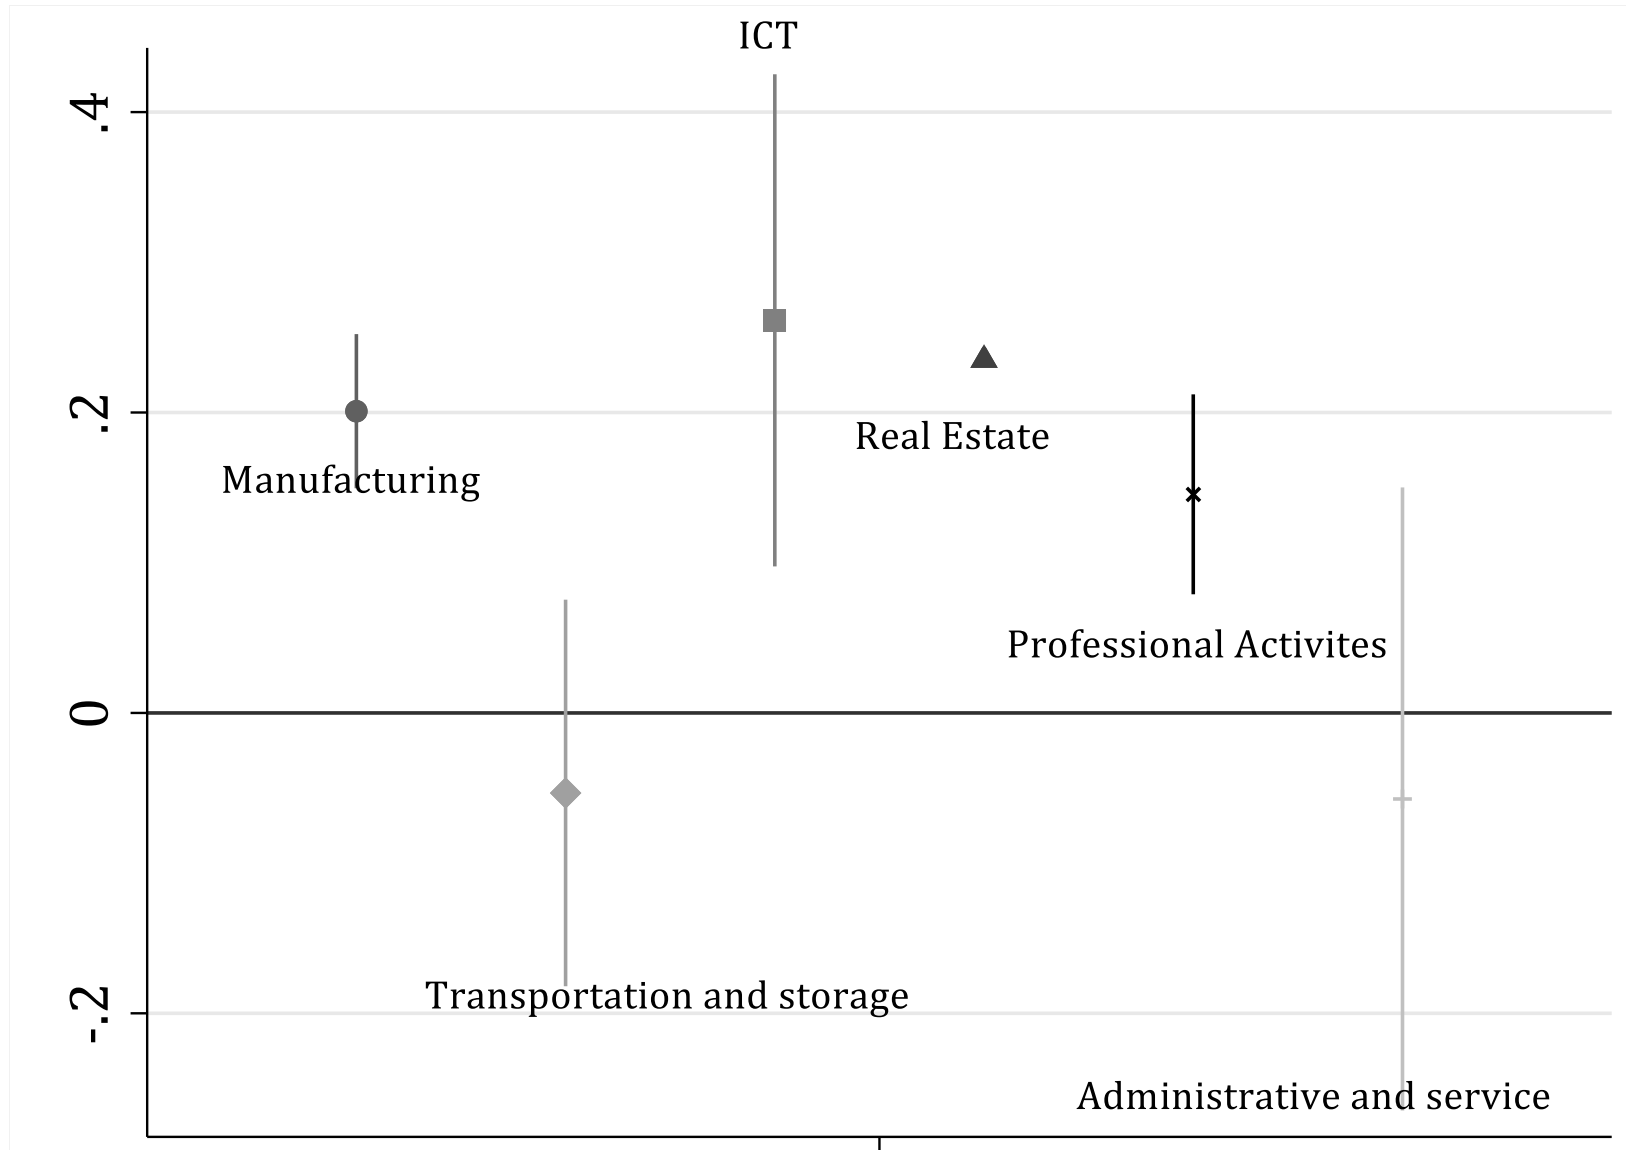 ICT
.4
.2
Real Estate
Manufacturing
Professional Activites
0
Transportation and storage
-.2
Administrative and service